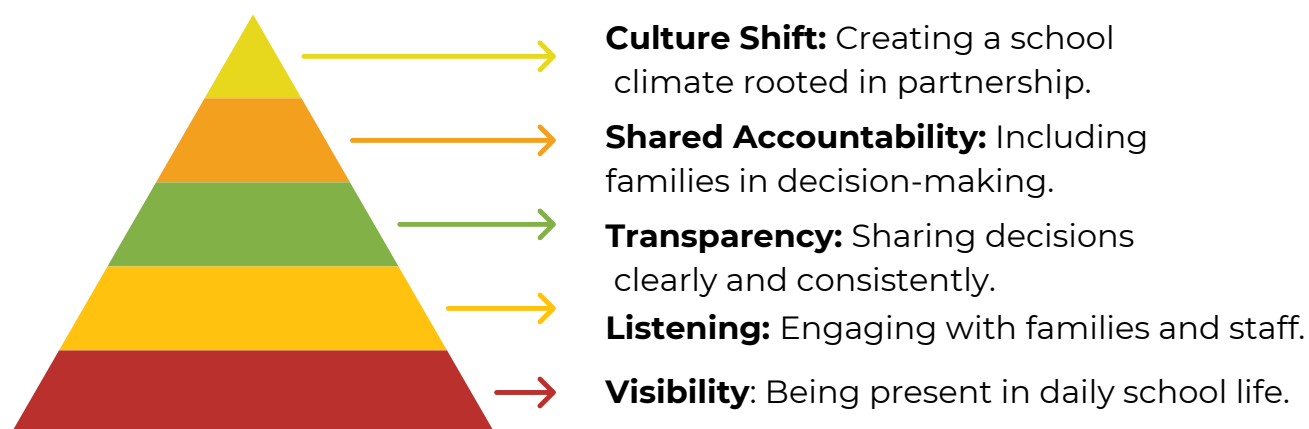 Culture Shift: Creating a school
climate rooted in partnership.
Shared Accountability: Including
families in decision-making.
Transparency: Sharing decisions
clearly and consistently.
Listening: Engaging with families and staff.
Visibility: Being present in daily school life.